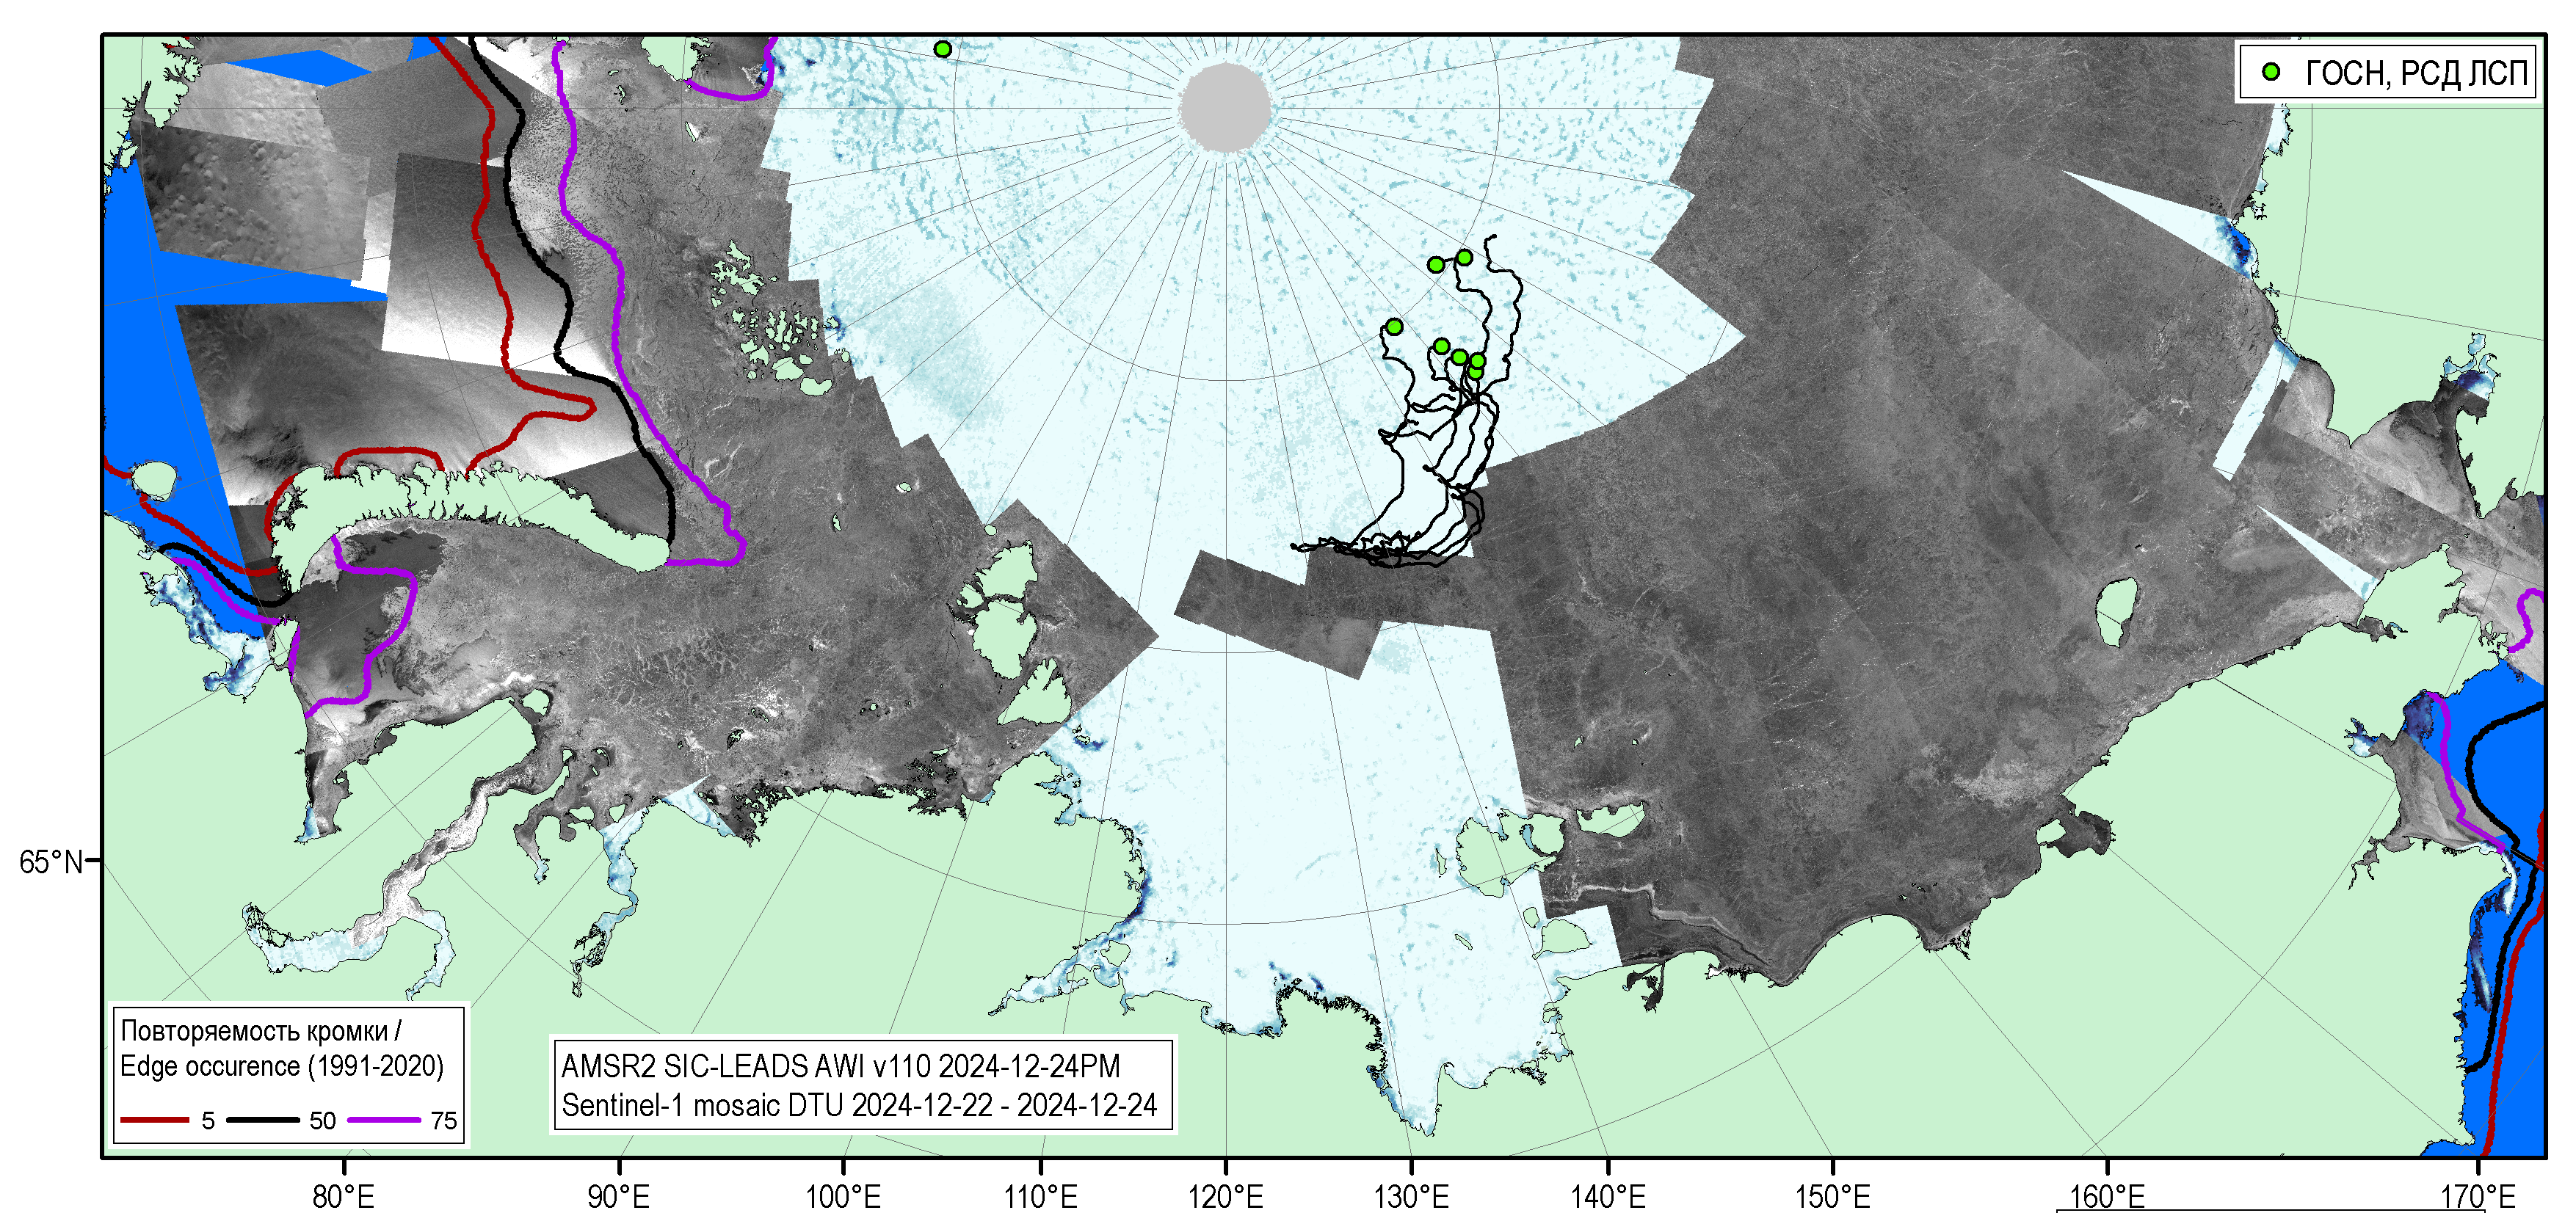 ГОСН, РСД ЛСП
65°N
Повторяемость кромки /
Edge occurence (1991-2020)
5 50 75
AMSR2 SIC-LEADS AWI v110 2024-12-24PM
Sentinel-1 mosaic DTU 2024-12-22 - 2024-12-24
80°E 90°E 100°E 110°E 120°E 130°E 140°E 150°E 160°E 170°E